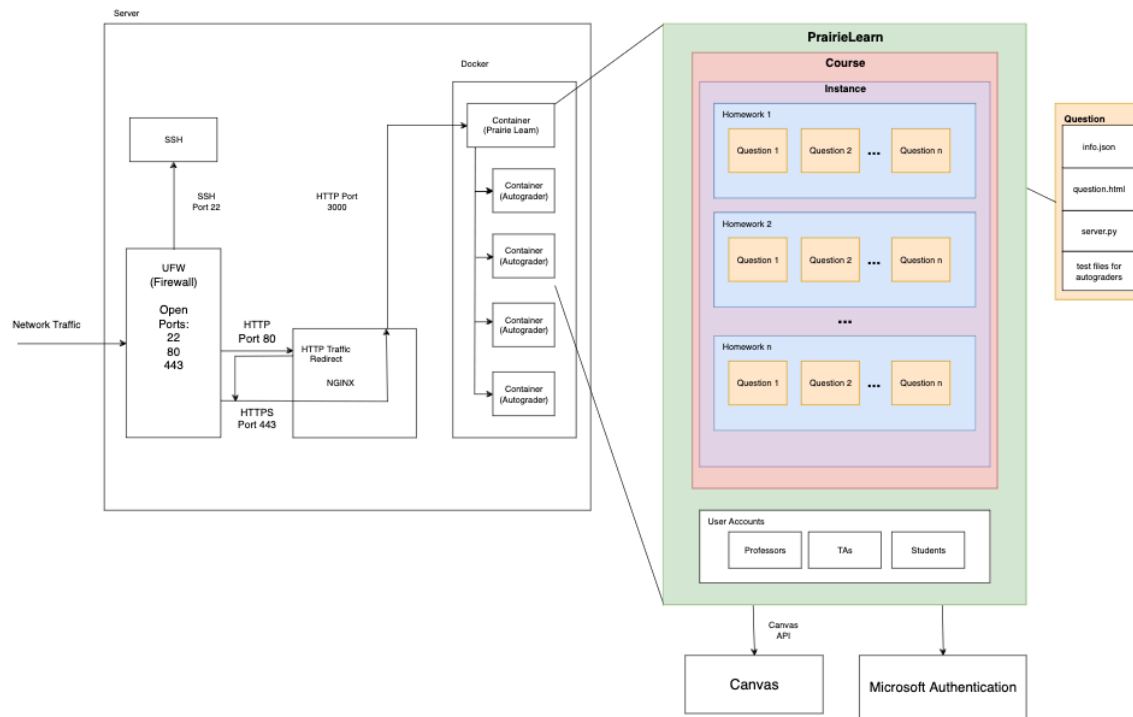 Server
SSH
SSH
Port 22
UFW
(Firewall)
Open
Ports:
22
80
443
Network Traffic
HTTP
Port 80
HTTPS
Port 443
HTTP Traffic
Redirect
NGINX
HTTP Port
3000
Docker
Container
(Prairie Learn)
Container
(Autograder)
Container
(Autograder)
Container
(Autograder)
Container
(Autograder)
PrairieLearn
Course
Instance
Homework 1
Question 1
Question 2
...
Question n
Homework 2
Question 1
Question 2
...
Question n
...
Homework n
Question 1
Question 2
...
Question n
User Accounts
Professors
TAs
Students
Question
info.json
question.html
server.py
test files for
autograders
Canvas
API
Canvas
Microsoft Authentication